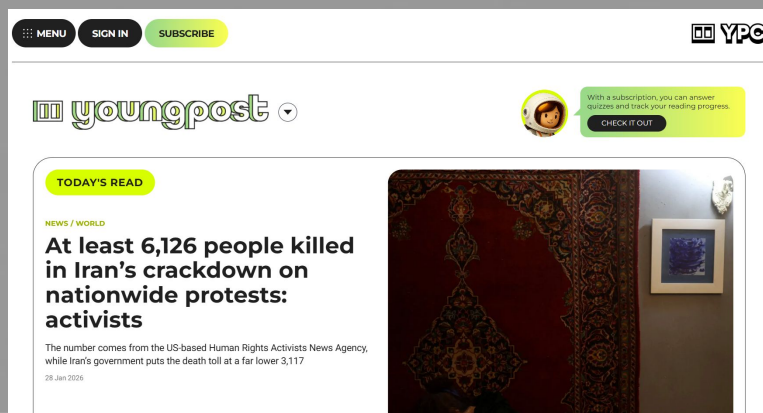 MENU
SIGN IN
SUBSCRIBE
YPC
youngpost
With a subscription, you can answer
quizzes and track your reading progress.
CHECK IT OUT
TODAY'S READ
NEWS / WORLD
At least 6,126 people killed
in Iran’s crackdown on
nationwide protests:
activists
The number comes from the US-based Human Rights Activists News Agency,
while Iran’s government puts the death toll at a far lower 3,117
28 Jan 2026